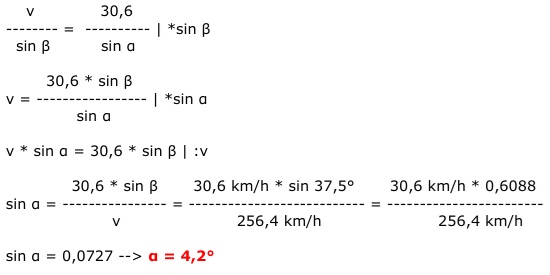 v 30,6
-------- = ---------- | *sin β
sin β sin α
30,6 * sin β
v = ----------------- | *sin α
sin α
v * sin α = 30,6 * sin β | :v
30,6 * sin β 30,6 km/h * sin 37,5° 30,6 km/h * 0,6088
sin α = ---------------- = --------------------------- = ------------------------
v 256,4 km/h 256,4 km/h
sin α = 0,0727 --> α = 4,2°